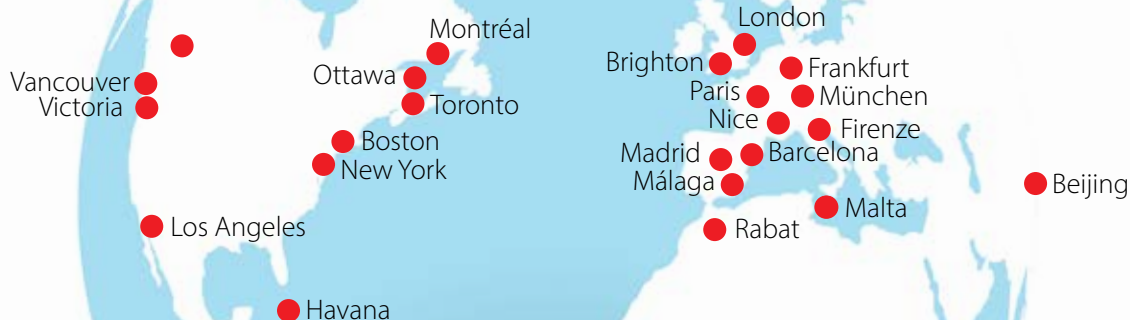 London
Montréal
Brighton
Frankfurt
Ottawa
Vancouver
Paris
München
Victoria
Toronto
Nice
Firenze
Boston
Madrid
Barcelona
New York
Málaga
Beijing
Malta
Los Angeles
Rabat
Havana